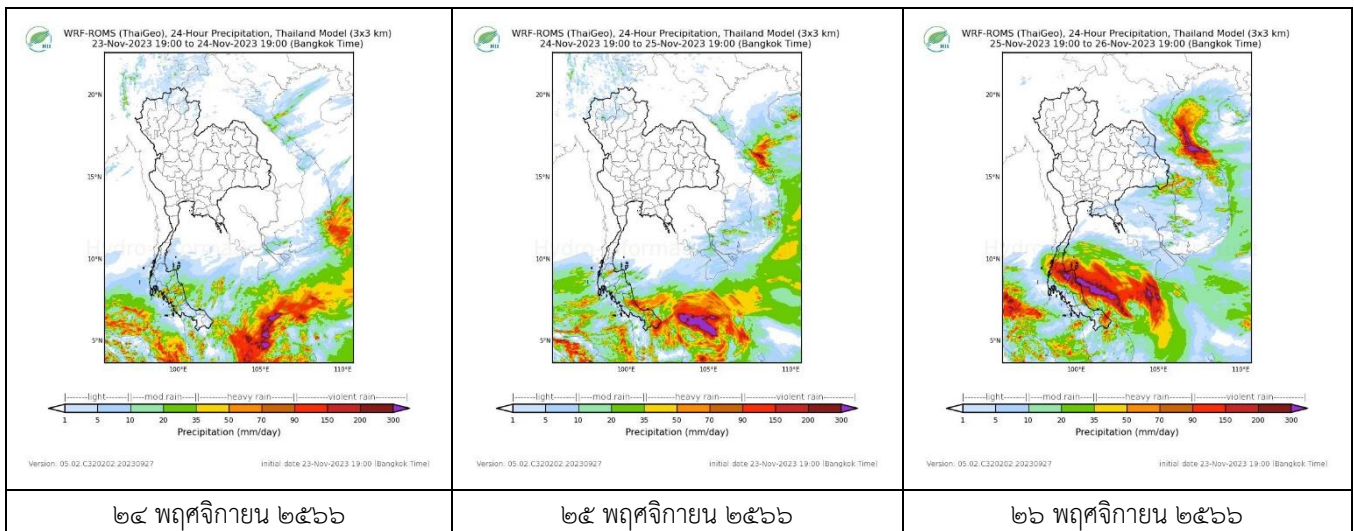 HII
WRF-ROMS (ThaiGeo), 24-Hour Precipitation, Thailand Model (3x3 km)
23-Nov-2023 19:00 to 24-Nov-2023 19:00 (Bangkok Time)
20°N
15°N
10°N
5°N
100°E 105°E 110°E
|------light------||----mod rain----||--------heavy rain--------||--------violent rain--------|
1 5 10 20 35 50 70 90 150 200 300
Precipitation (mm/day)
Version: 05.02.C320202.20230927 initial date 23-Nov-2023 19:00 (Bangkok Time)
๒๔ พฤศจิกายน ๒๕๖๖
HII
WRF-ROMS (ThaiGeo), 24-Hour Precipitation, Thailand Model (3x3 km)
24-Nov-2023 19:00 to 25-Nov-2023 19:00 (Bangkok Time)
20°N
15°N
10°N
5°N
100°E 105°E 110°E
|------light------||----mod rain----||--------heavy rain--------||--------violent rain--------|
1 5 10 20 35 50 70 90 150 200 300
Precipitation (mm/day)
Version: 05.02.C320202.20230927 initial date 23-Nov-2023 19:00 (Bangkok Time)
๒๕ พฤศจิกายน ๒๕๖๖
HII
WRF-ROMS (ThaiGeo), 24-Hour Precipitation, Thailand Model (3x3 km)
25-Nov-2023 19:00 to 26-Nov-2023 19:00 (Bangkok Time)
20°N
15°N
10°N
5°N
100°E 105°E 110°E
|------light------||----mod rain----||--------heavy rain--------||--------violent rain--------|
1 5 10 20 35 50 70 90 150 200 300
Precipitation (mm/day)
Version: 05.02.C320202.20230927 initial date 23-Nov-2023 19:00 (Bangkok Time)
๒๖ พฤศจิกายน ๒๕๖๖